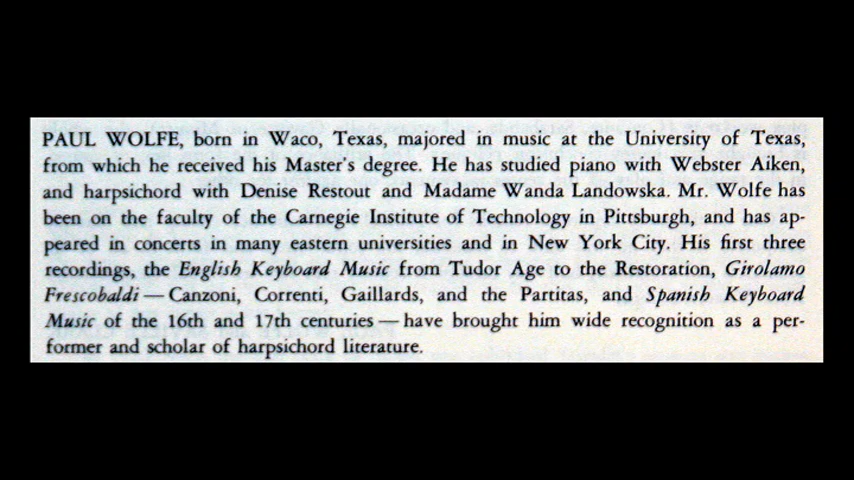 PAUL WOLFE, born in Waco, Texas, majored in music at the University of Texas,
from which he received his Master's degree. He has studied piano with Webster Aiken,
and harpsichord with Denise Restout and Madame Wanda Landowska. Mr. Wolfe has
been on the faculty of the Carnegie Institute of Technology in Pittsburgh, and has ap-
peared in concerts in many eastern universities and in New York City. His first three
recordings, the English Keyboard Music from Tudor Age to the Restoration, Girolamo
Frescobaldi — Canzoni, Correnti, Gaillards, and the Partitas, and Spanish Keyboard
Music of the 16th and 17th centuries — have brought him wide recognition as a per-
former and scholar of harpsichord literature.